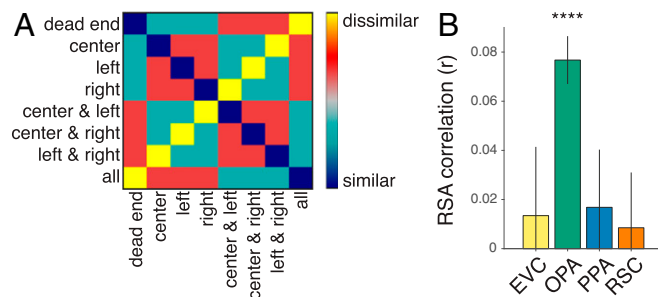 A
dead end
center
left
right
center & left
center & right
left & right
all
dead end
center
left
right
center & left
center & right
left & right
all
dissimilar
similar
B
****
RSA correlation (r)
0.08
0.06
0.04
0.02
0
EVC
OPA
PPA
RSC